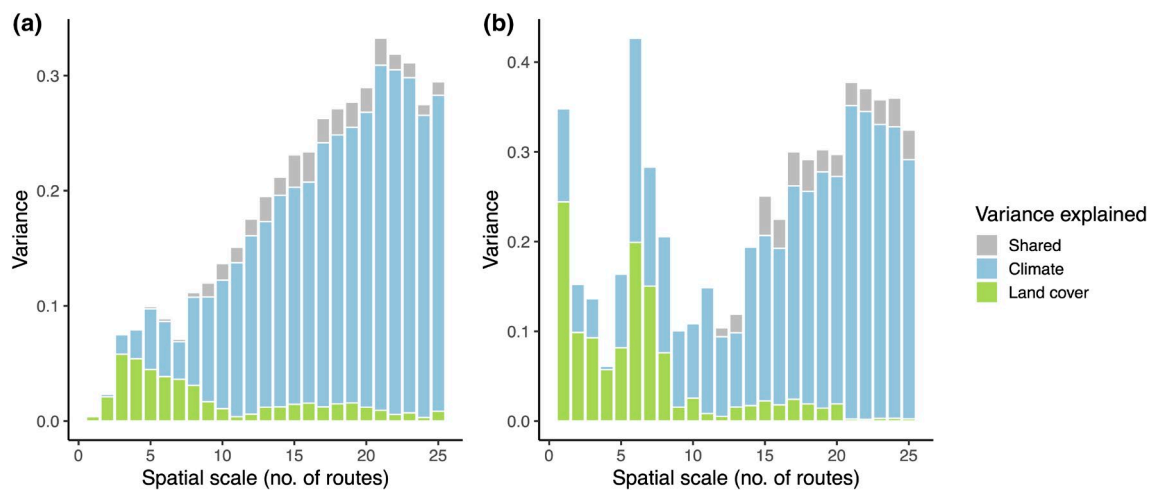 (a)
Variance
0.3
0.2
0.1
0.0
0 5 10 15 20 25
Spatial scale (no. of routes)
(b)
Variance
0.4
0.3
0.2
0.1
0.0
0 5 10 15 20 25
Spatial scale (no. of routes)
Variance explained
Shared
Climate
Land cover